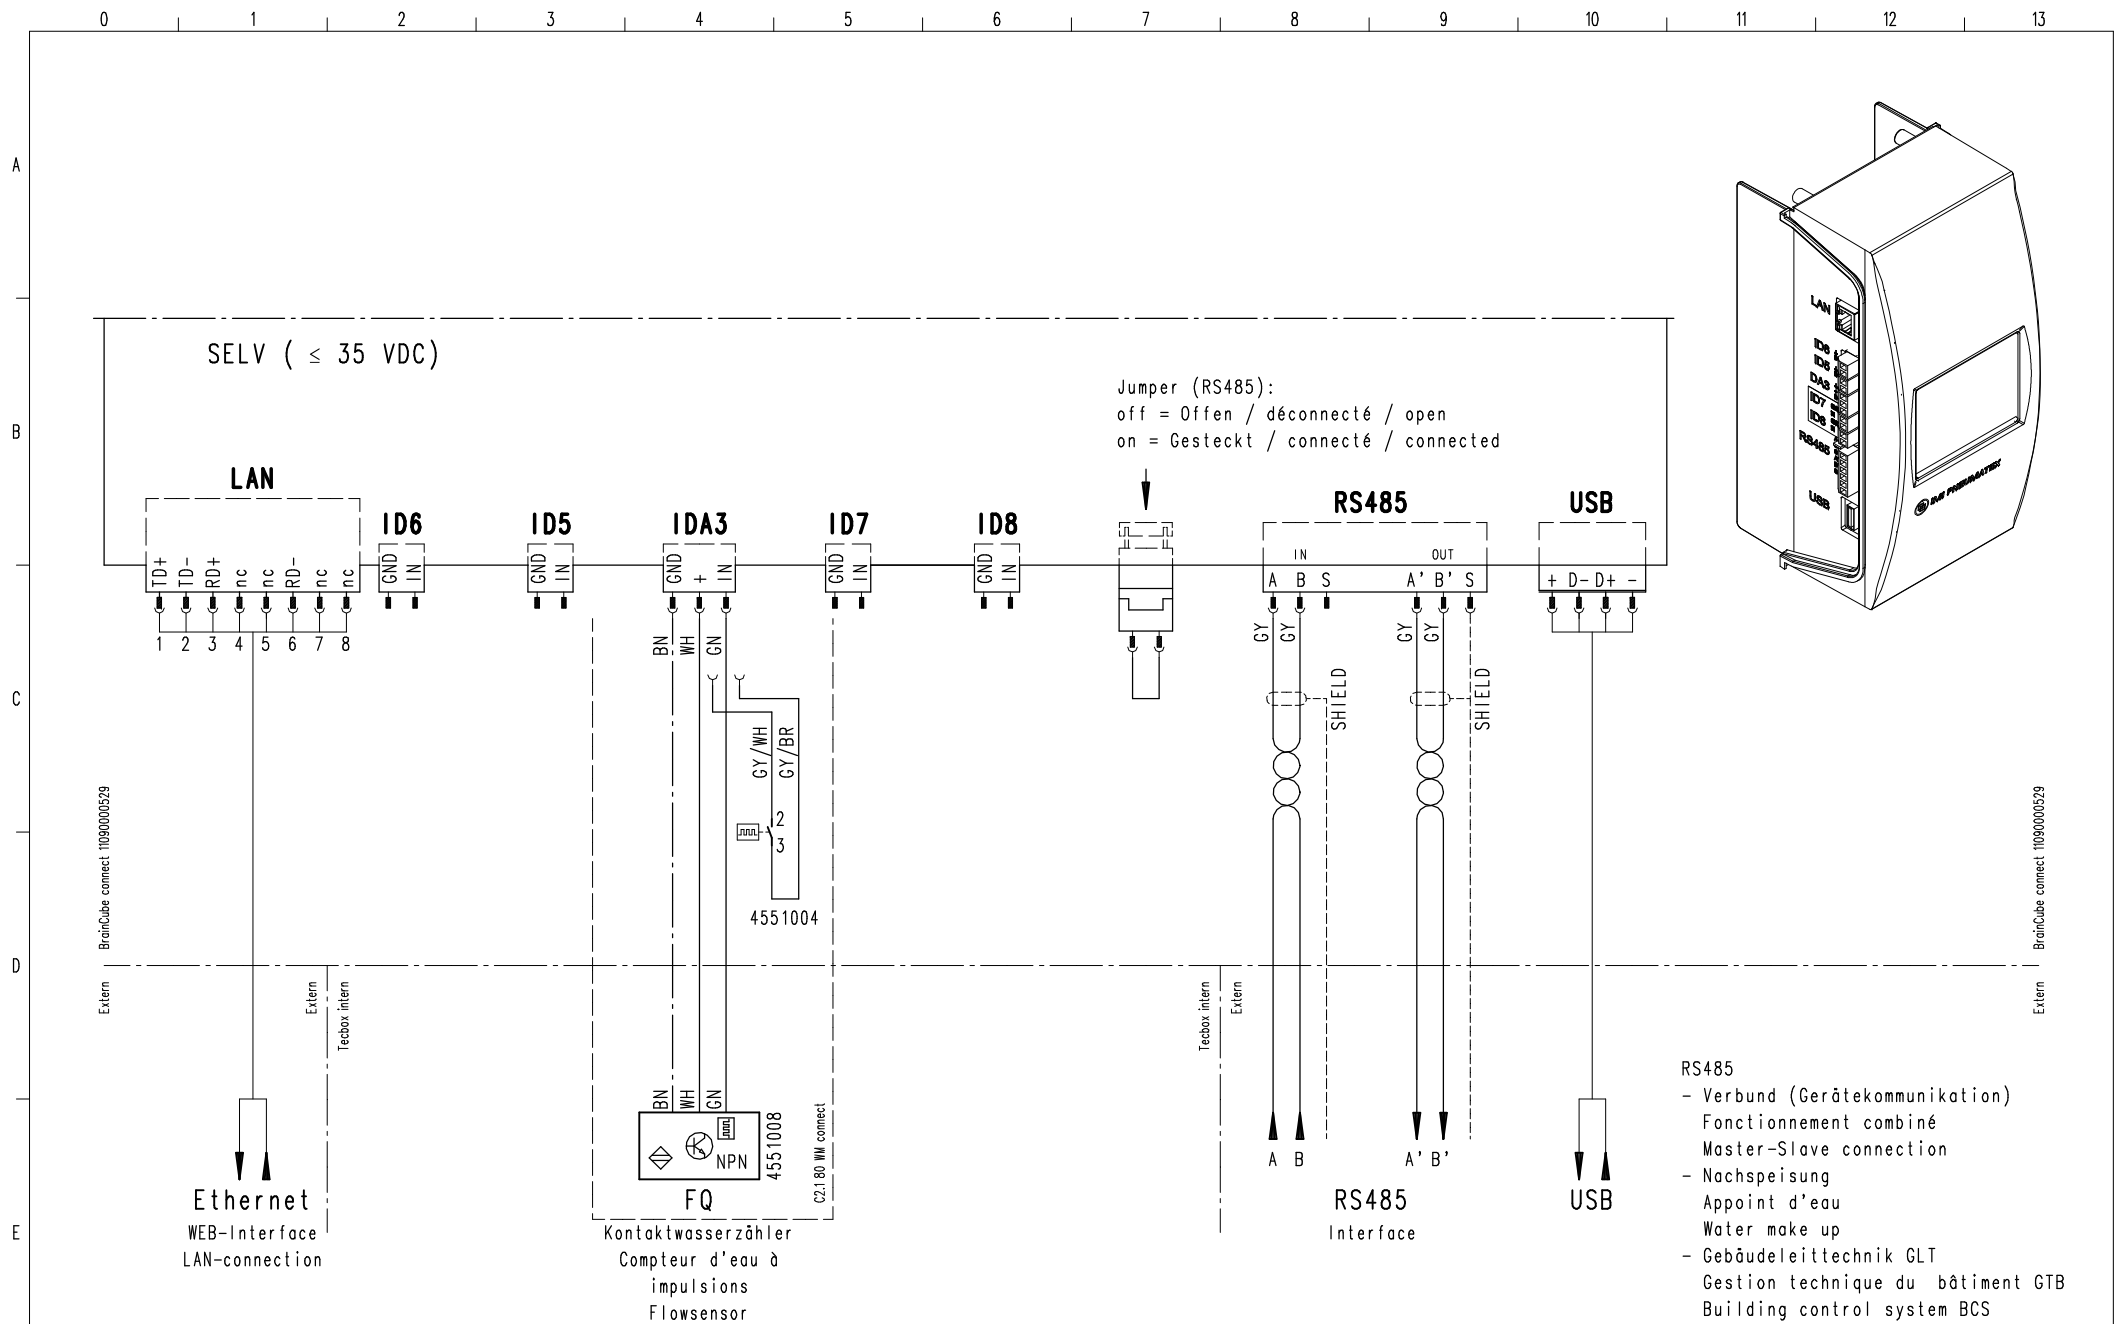 0 1 2 3 4 5 6 7 8 9 10 11 12 13
A
B
C
D
E
SELV ( ≤ 35 VDC)
Jumper (RS485):
off = Offen / déconnecté / open
on = Gesteckt / connecté / connected
LAN
ID6
ID5
IDA3
ID7
ID8
RS485
USB
TD+ TD- RD+ nc nc RD- nc nc
GND IN
GND IN
GND + IN
GND IN
GND IN
IN OUT
A B S A' B' S
+ D- D+ -
1 2 3 4 5 6 7 8
BN WH GN
GY GY
GY GY
SHIELD
SHIELD
GY/WH
GY/BR
2
3
4551004
BrainCube connect 11090000529
BrainCube connect 11090000529
Extern
Extern
Tecbox intern
Tecbox intern
Extern
Extern
BN WH GN
NPN
4551008
C2.1 80 WM connect
A B
A' B'
Ethernet
WEB-Interface
LAN-connection
FQ
Kontaktwasserzähler
Compteur d'eau à
impulsions
Flowsensor
RS485
Interface
USB
RS485
- Verbund (Gerätekommunikation)
Fonctionnement combiné
Master-Slave connection
- Nachspeisung
Appoint d'eau
Water make up
- Gebäudeleittechnik GLT
Gestion technique du bâtiment GTB
Building control system BCS
LAN
ID6
ID5
DA3
ID7
ID8
RS485
USB
IMI PNEUMATEX